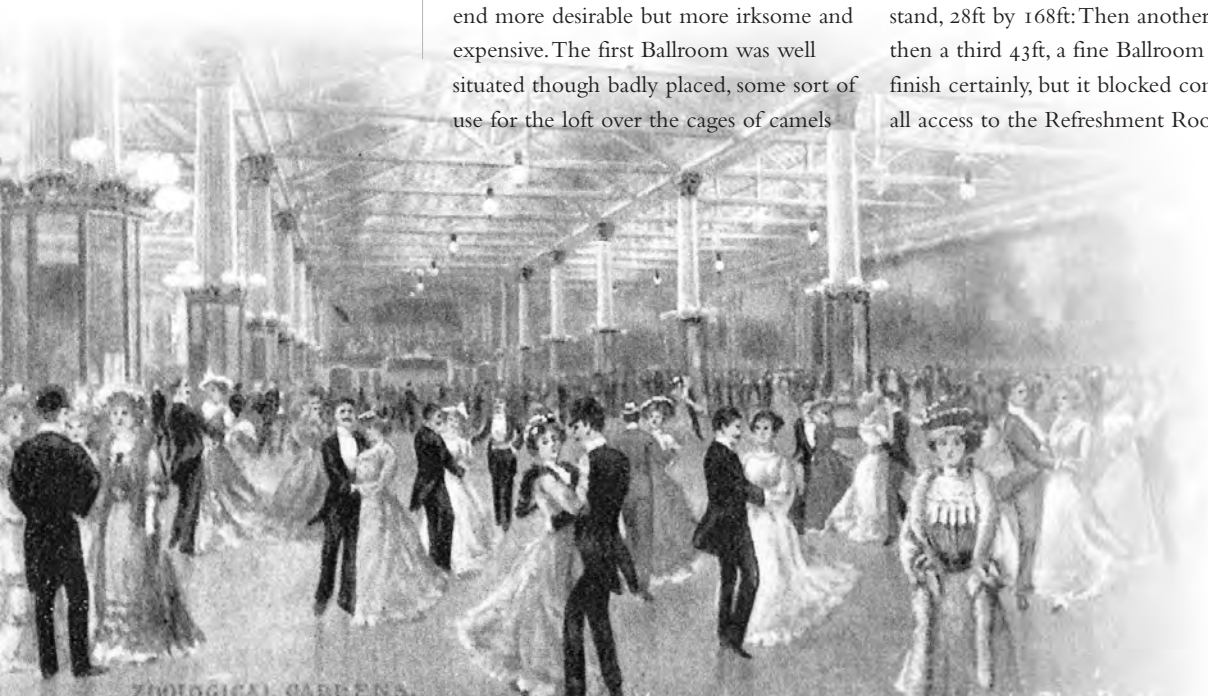 end more desirable but more irksome and
expensive. The first Ballroom was well
situated though badly placed, some sort of
use for the loft over the cages of camels
stand, 28ft by 168ft: Then another
then a third 43ft, a fine Ballroom
finish certainly, but it blocked
all access to the Refreshment
ZOOLOGICAL GARDENS.